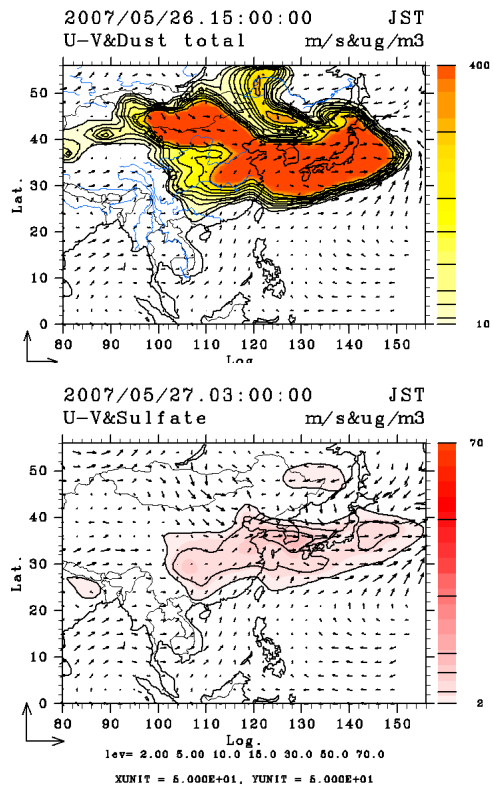 2007/05/26.15:00:00 JST
U-V&Dust total m/s&ug/m3
50
40
30
20
10
0
Lat.
80 90 100 110 120 130 140 150
Log.
400
10
2007/05/27.03:00:00 JST
U-V&Sulfate m/s&ug/m3
50
40
30
20
10
0
Lat.
80 90 100 110 120 130 140 150
Log.
70
2
lev= 2.00 5.00 10.0 15.0 30.0 50.0 70.0
XUNIT = 5.000E+01, YUNIT = 5.000E+01